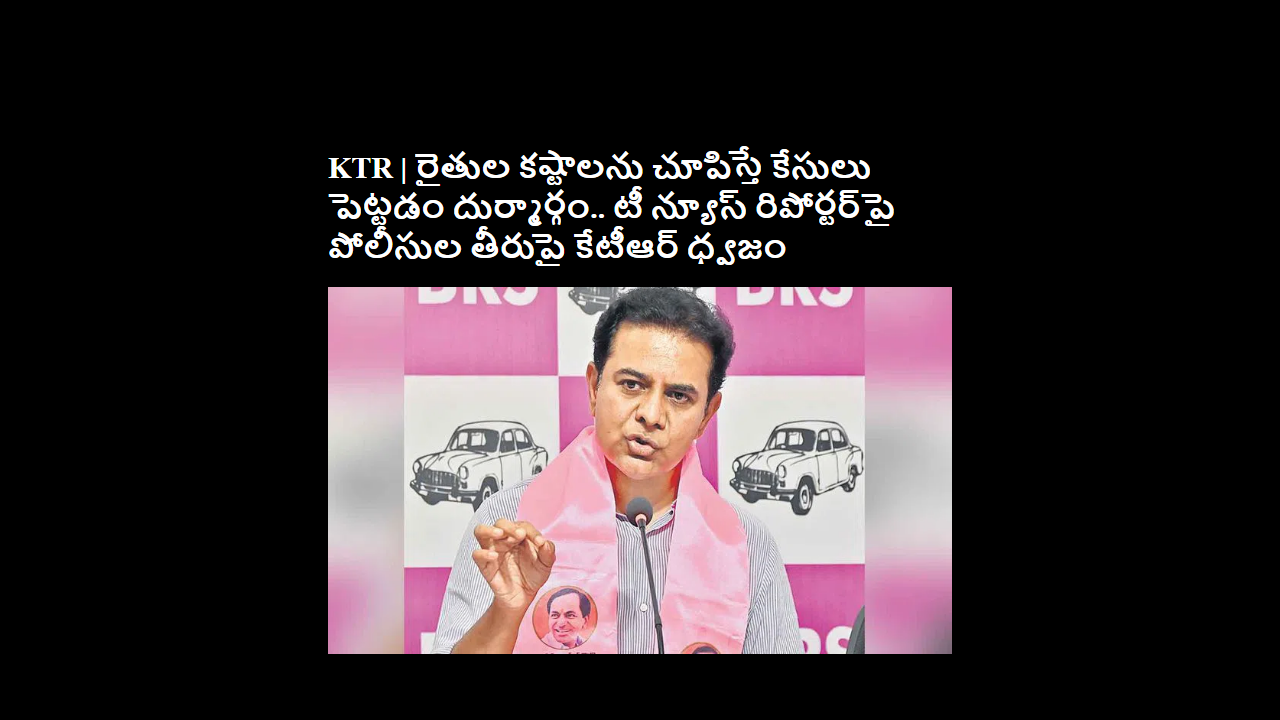 KTR | రైతుల కష్టాలను చూపిస్తే కేసులు
పెట్టడం దుర్మార్గం.. టీ న్యూస్ రిపోర్టర్‌పై
పోలీసుల తీరుపై కేటీఆర్ ధ్వజం
BRS BRS